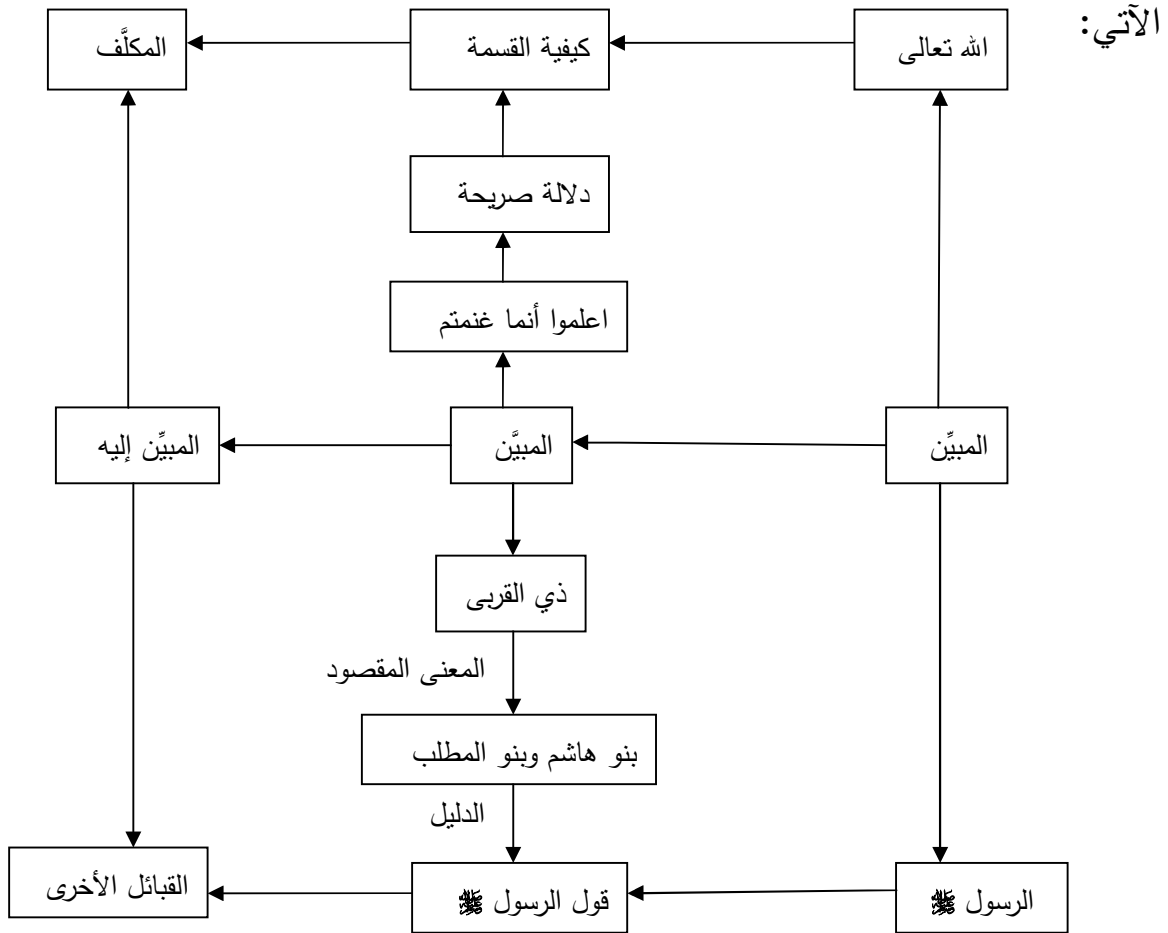 الآتي:
الله تعالى
كيفية القسمة
المكلَّف
دلالة صريحة
اعلموا أنما غنمتم
المبيِّن
المبيَّن
المبيِّن إليه
ذي القربى
المعنى المقصود
بنو هاشم وبنو المطلب
الدليل
الرسول ﷺ
قول الرسول ﷺ
القبائل الأخرى